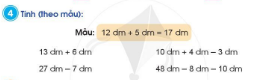 4 Tính (theo mẫu):
Mẫu: 12 dm + 5 dm = 17 dm
13 dm + 6 dm 10 dm + 4 dm – 3 dm
27 dm – 7 dm 48 dm – 8 dm – 10 dm